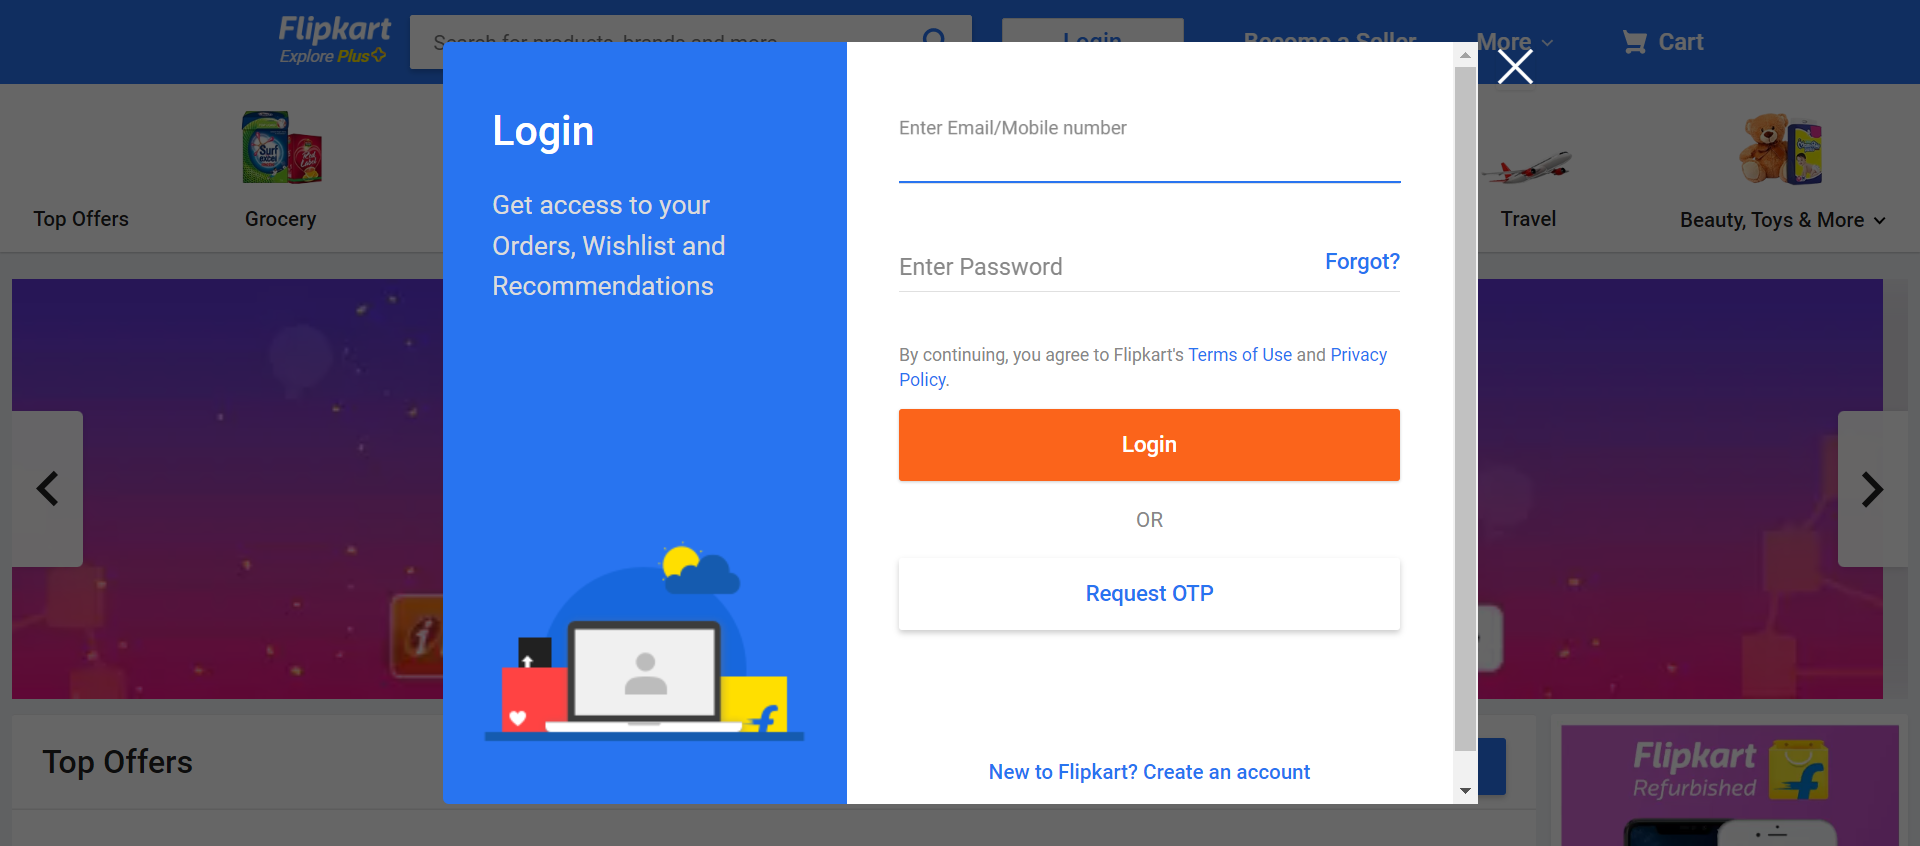 Flipkart
Explore Plus
Search for products, brands and more
Login
Become a Seller
More
Cart
Top Offers
Grocery
Travel
Beauty, Toys & More
Surf
excel
Login
Get access to your
Orders, Wishlist and
Recommendations
Enter Email/Mobile number
Enter Password
Forgot?
By continuing, you agree to Flipkart's Terms of Use and Privacy
Policy.
Login
OR
Request OTP
New to Flipkart? Create an account
Top Offers
Flipkart
Refurbished